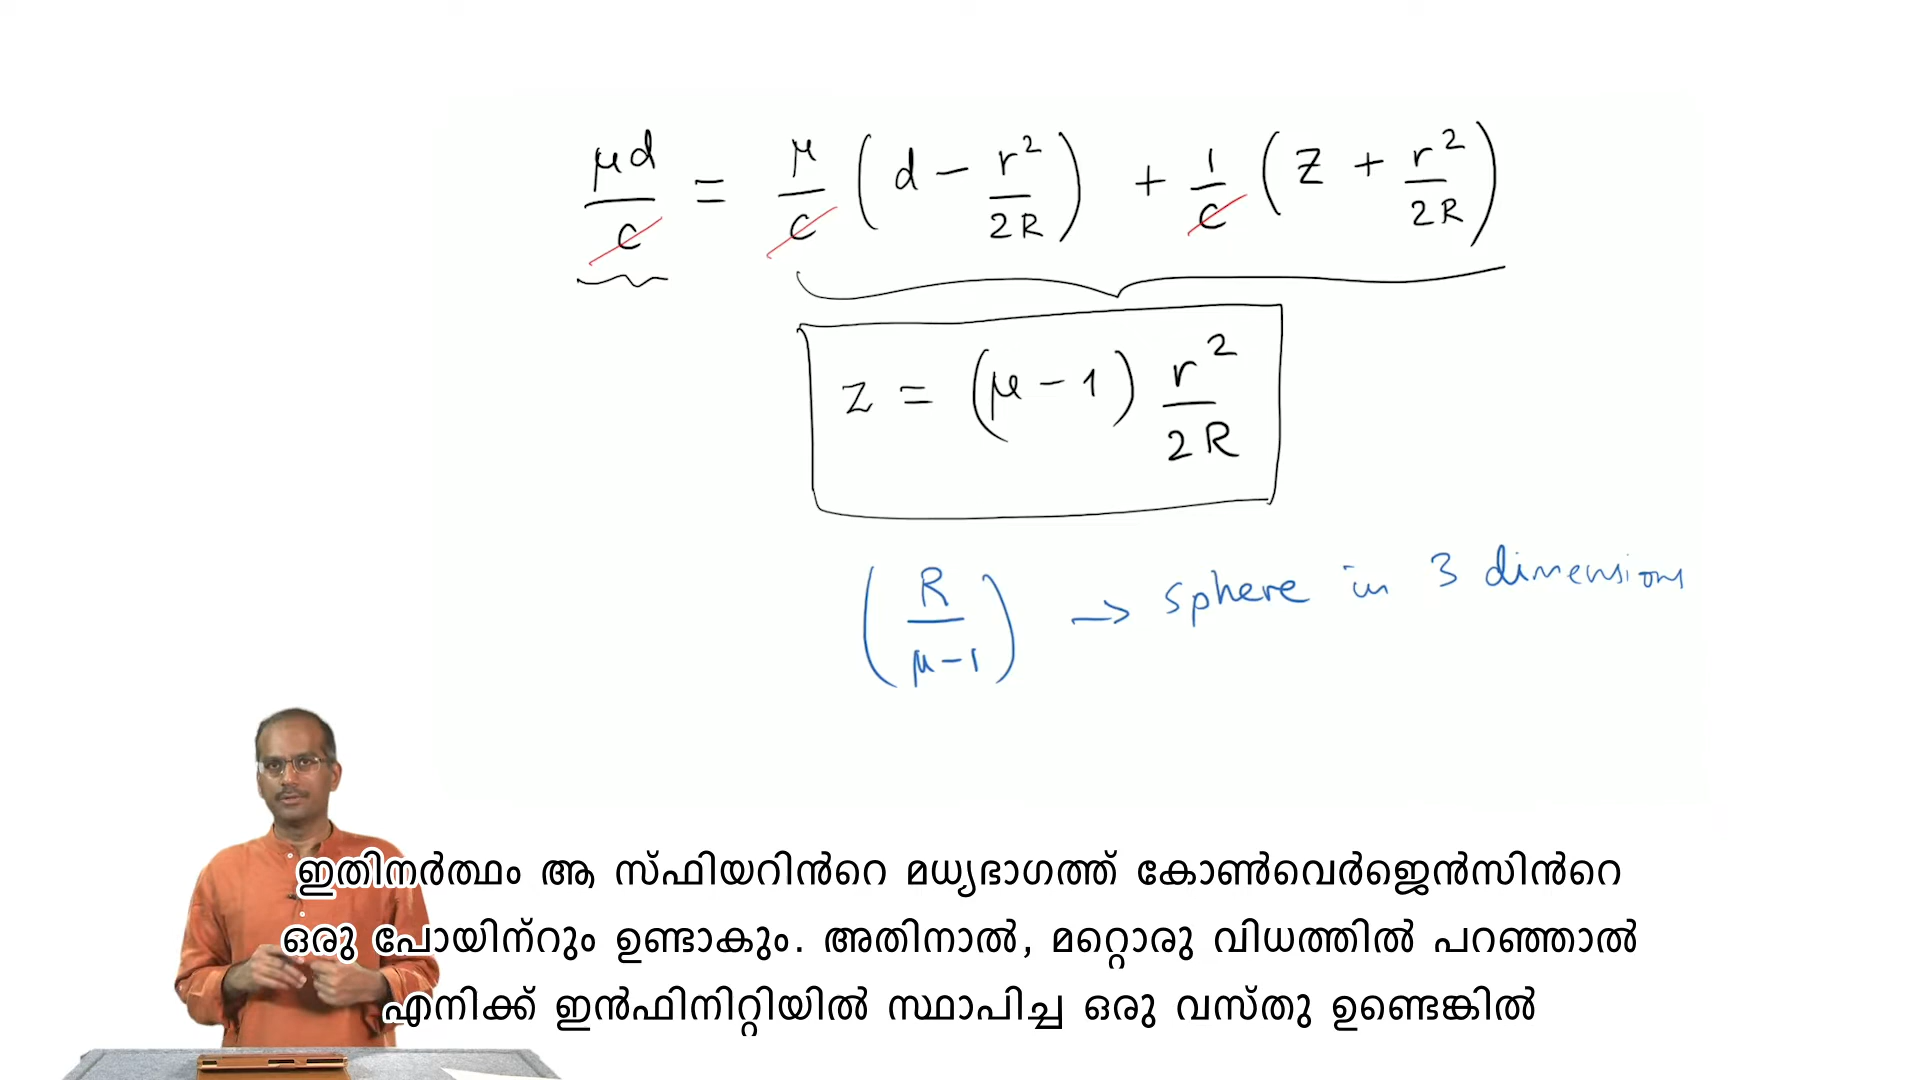 μd/c = μ/c (d - r²/2R) + 1/c (z + r²/2R)
z = (μ - 1) r²/2R
(R/μ-1) → sphere in 3 dimensions
ഇതിനർത്ഥം ആ സ്ഫിയറിൻറെ മധ്യഭാഗത്ത് കോൺവെർജെൻസിൻറെ
ഒരു പോയിന്റും ഉണ്ടാകും. അതിനാൽ, മറ്റൊരു വിധത്തിൽ പറഞ്ഞാൽ
എനിക്ക് ഇൻഫിനിറ്റിയിൽ സ്ഥാപിച്ച ഒരു വസ്തു ഉണ്ടെങ്കിൽ